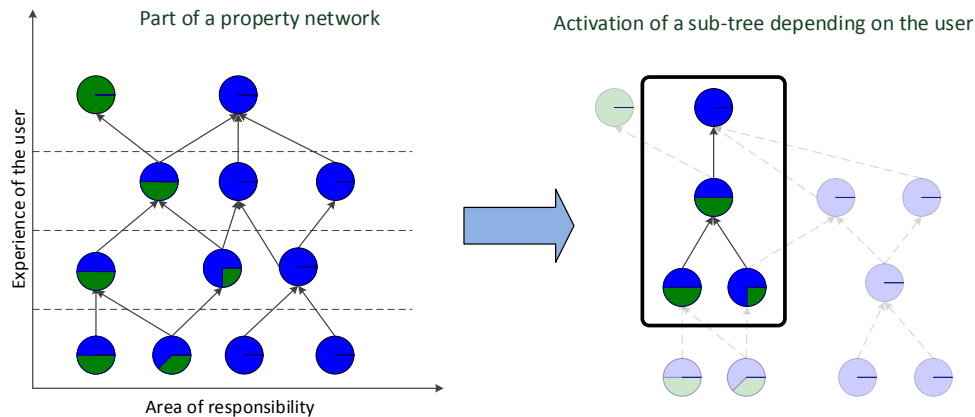 Part of a property network
Activation of a sub-tree depending on the user
Experience of the user
Area of responsibility